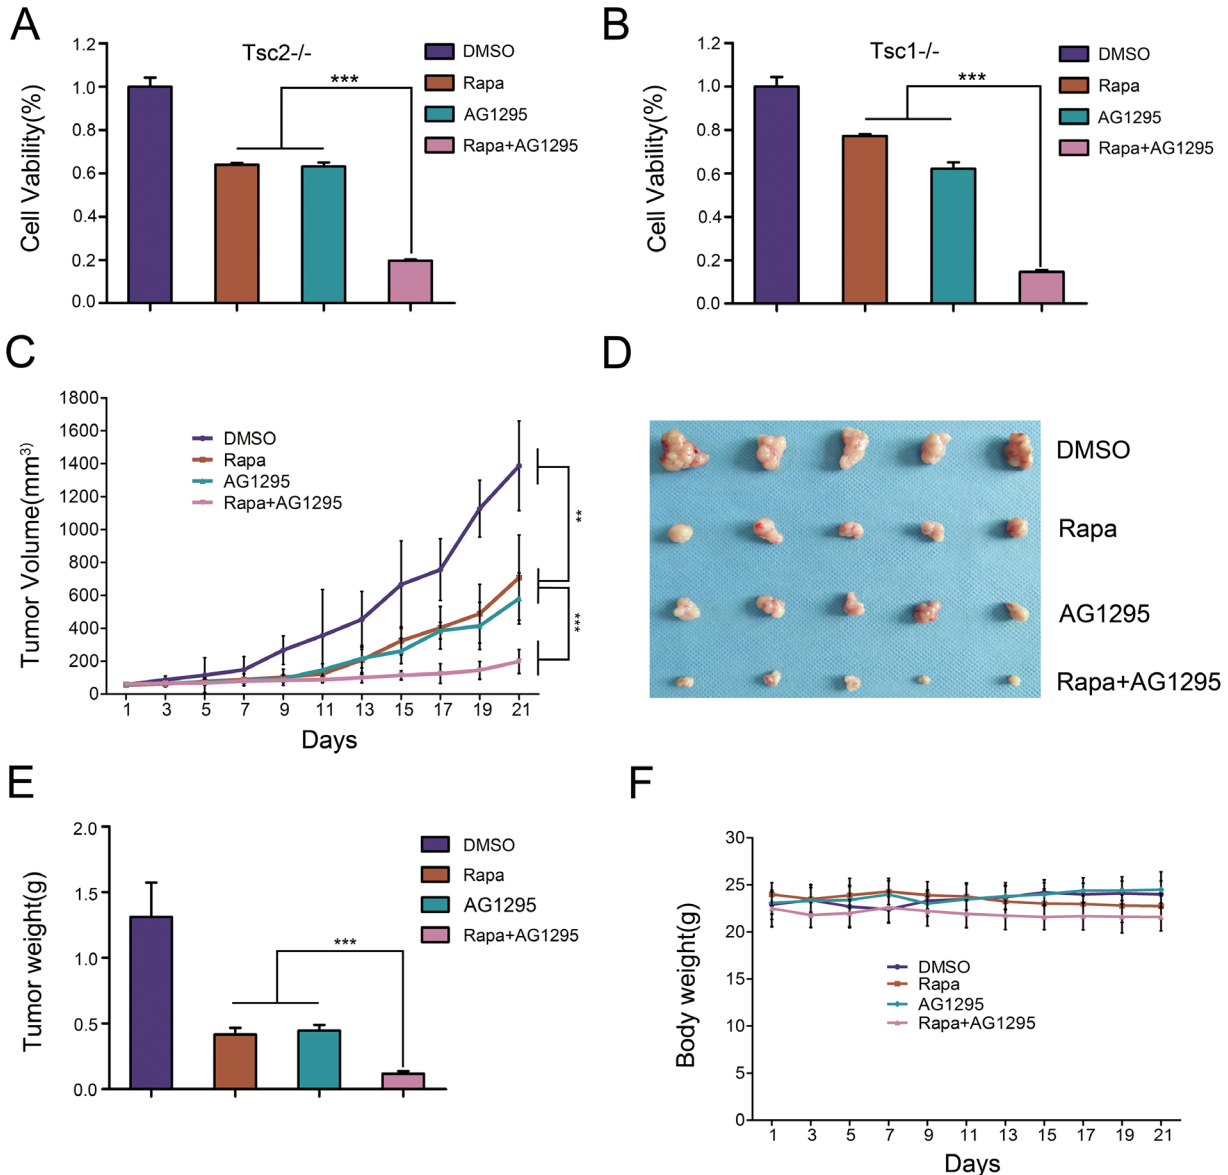 A
Tsc2-/-
Cell Vability(%)
1.2
1.0
0.8
0.6
0.4
0.2
0.0
***
DMSO
Rapa
AG1295
Rapa+AG1295
B
Tsc1-/-
Cell Vability(%)
1.2
1.0
0.8
0.6
0.4
0.2
0.0
***
DMSO
Rapa
AG1295
Rapa+AG1295
C
Tumor Volume(mm3)
1800
1600
1400
1200
1000
800
600
400
200
0
DMSO
Rapa
AG1295
Rapa+AG1295
**
***
1 3 5 7 9 11 13 15 17 19 21
Days
D
DMSO
Rapa
AG1295
Rapa+AG1295
E
Tumor weight(g)
2.0
1.5
1.0
0.5
0.0
***
DMSO
Rapa
AG1295
Rapa+AG1295
F
Body weight(g)
30
25
20
15
10
5
0
DMSO
Rapa
AG1295
Rapa+AG1295
1 3 5 7 9 11 13 15 17 19 21
Days